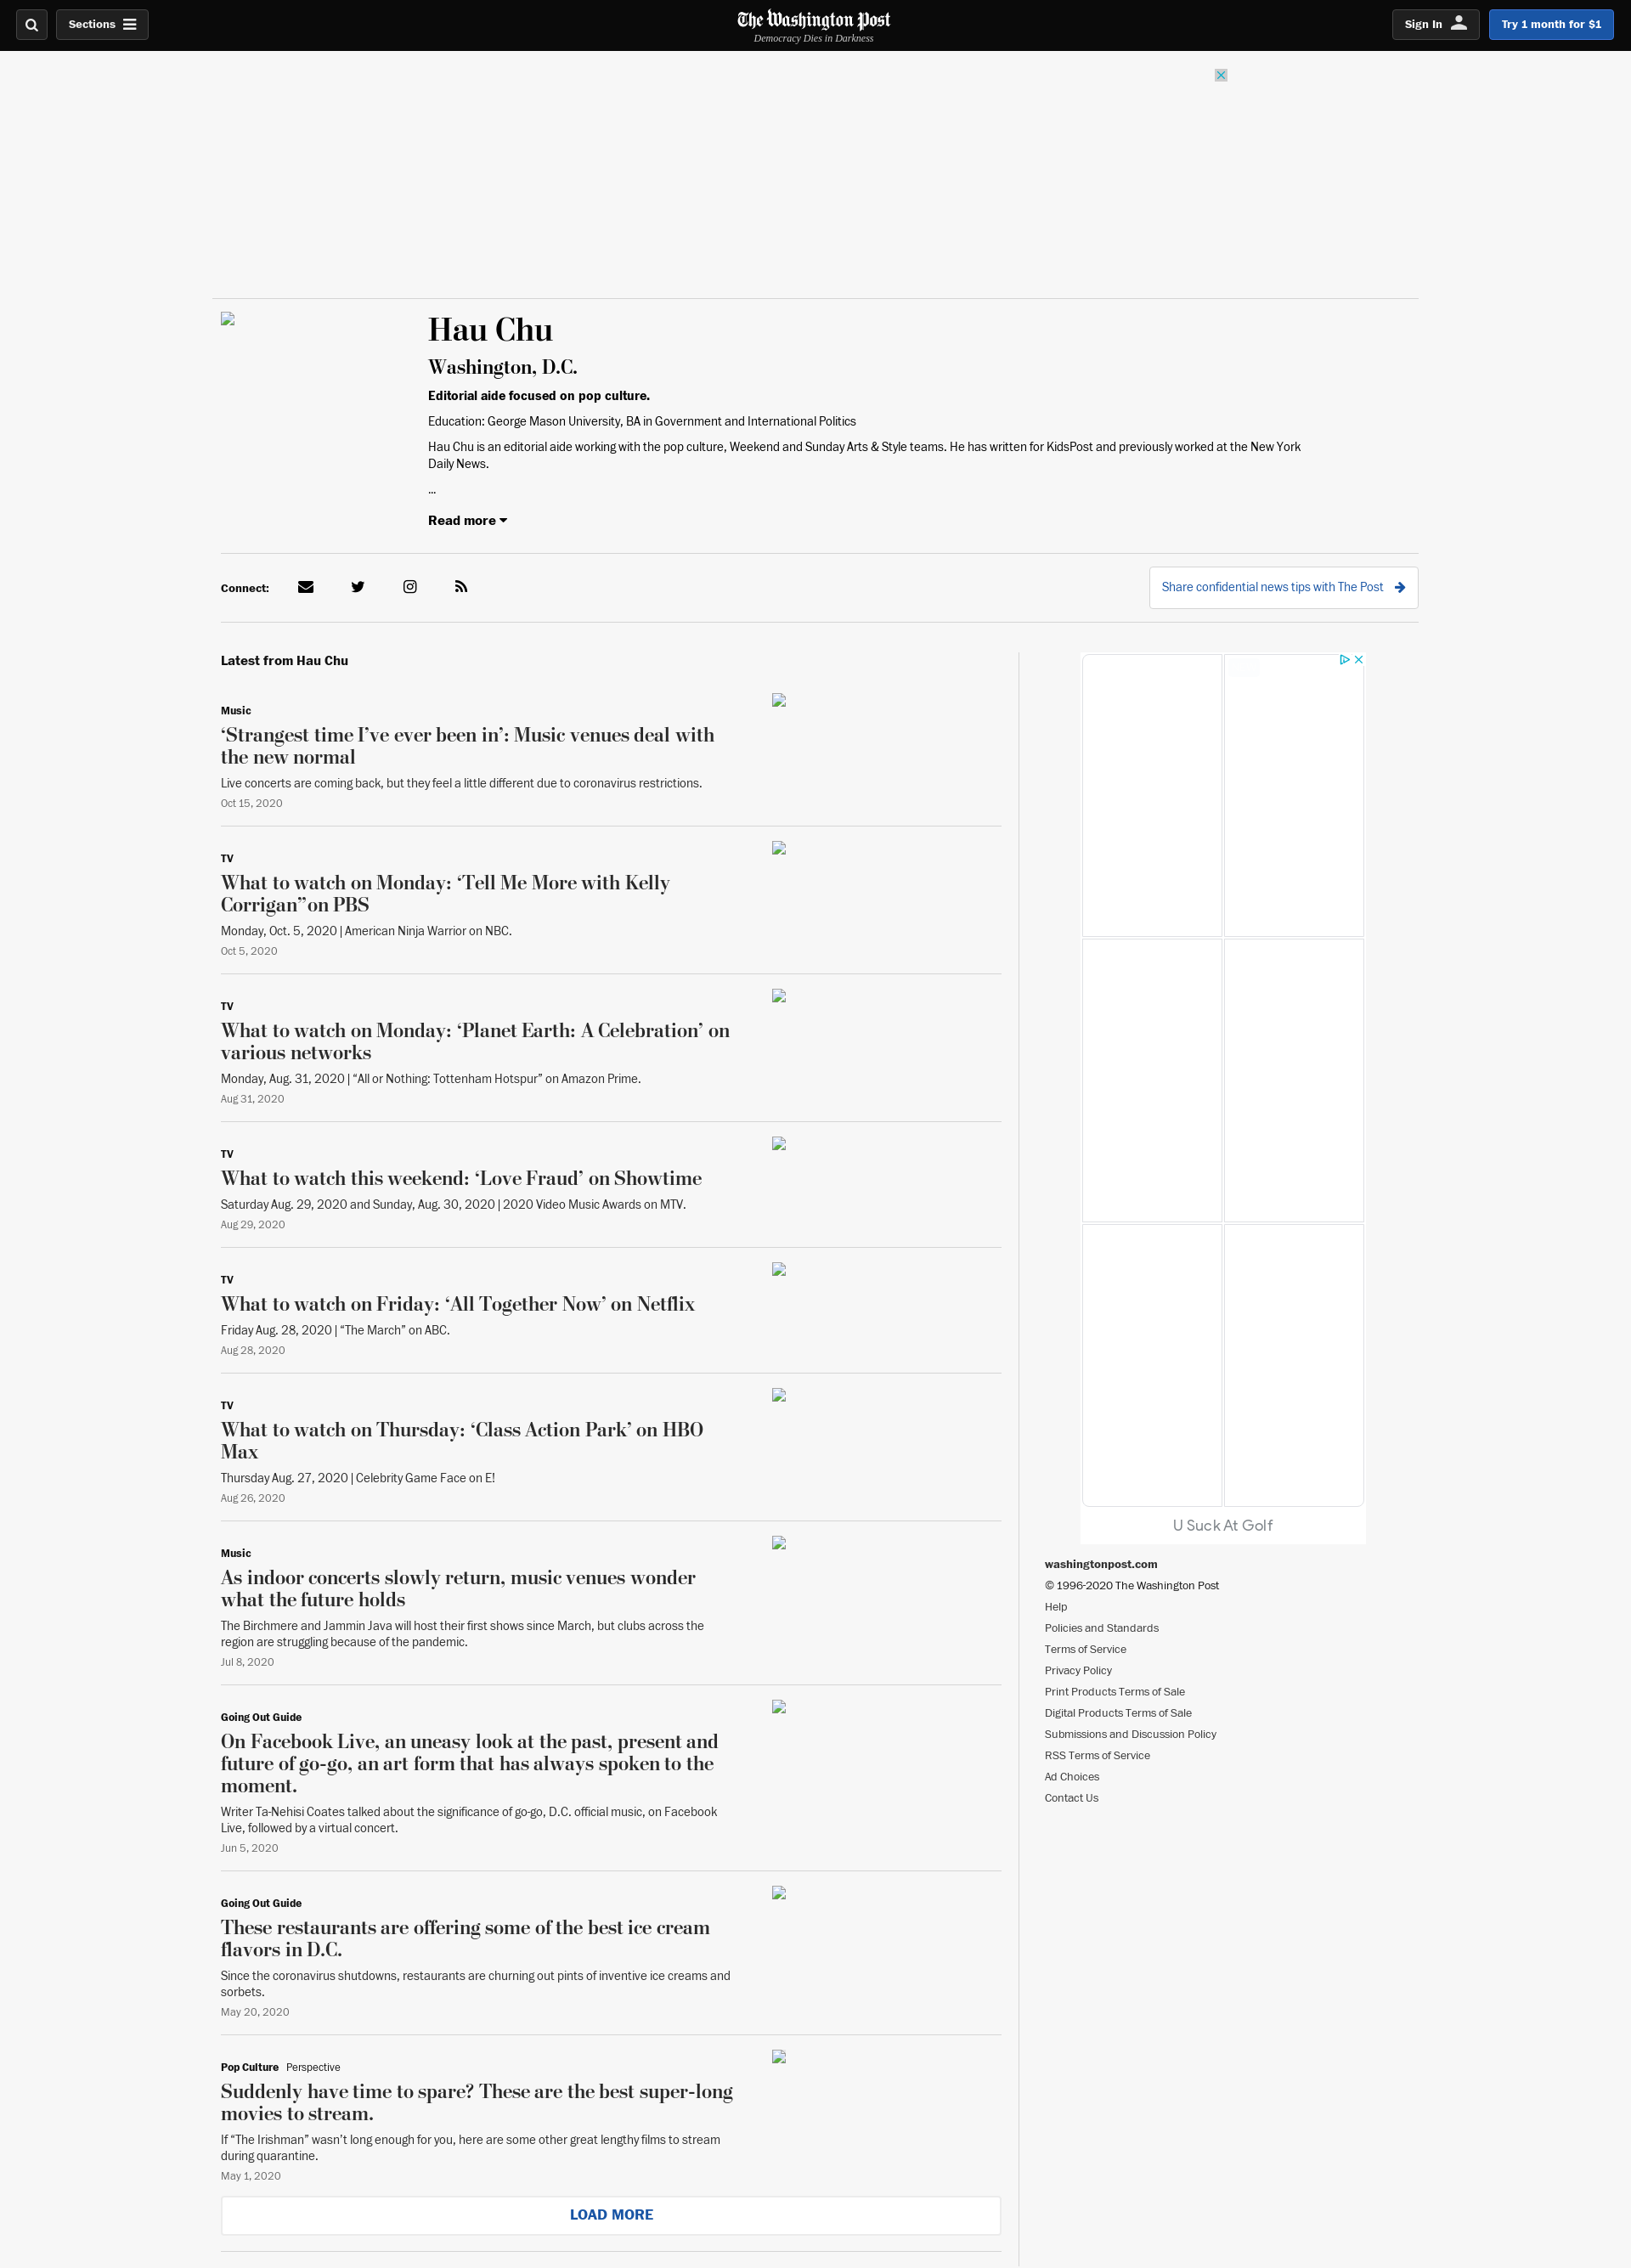 Sections
The Washington Post
Democracy Dies in Darkness
Sign In
Try 1 month for $1
Hau Chu
Washington, D.C.
Editorial aide focused on pop culture.
Education: George Mason University, BA in Government and International Politics
Hau Chu is an editorial aide working with the pop culture, Weekend and Sunday Arts & Style teams. He has written for KidsPost and previously worked at the New York
Daily News.
...
Read more
Connect:
Share confidential news tips with The Post
Latest from Hau Chu
Music
‘Strangest time I’ve ever been in’: Music venues deal with
the new normal
Live concerts are coming back, but they feel a little different due to coronavirus restrictions.
Oct 15, 2020
TV
What to watch on Monday: ‘Tell Me More with Kelly
Corrigan”on PBS
Monday, Oct. 5, 2020 | American Ninja Warrior on NBC.
Oct 5, 2020
TV
What to watch on Monday: ‘Planet Earth: A Celebration’ on
various networks
Monday, Aug. 31, 2020 | “All or Nothing: Tottenham Hotspur” on Amazon Prime.
Aug 31, 2020
TV
What to watch this weekend: ‘Love Fraud’ on Showtime
Saturday Aug. 29, 2020 and Sunday, Aug. 30, 2020 | 2020 Video Music Awards on MTV.
Aug 29, 2020
TV
What to watch on Friday: ‘All Together Now’ on Netflix
Friday Aug. 28, 2020 | “The March” on ABC.
Aug 28, 2020
TV
What to watch on Thursday: ‘Class Action Park’ on HBO
Max
Thursday Aug. 27, 2020 | Celebrity Game Face on E!
Aug 26, 2020
Music
As indoor concerts slowly return, music venues wonder
what the future holds
The Birchmere and Jammin Java will host their first shows since March, but clubs across the
region are struggling because of the pandemic.
Jul 8, 2020
Going Out Guide
On Facebook Live, an uneasy look at the past, present and
future of go-go, an art form that has always spoken to the
moment.
Writer Ta-Nehisi Coates talked about the significance of go-go, D.C. official music, on Facebook
Live, followed by a virtual concert.
Jun 5, 2020
Going Out Guide
These restaurants are offering some of the best ice cream
flavors in D.C.
Since the coronavirus shutdowns, restaurants are churning out pints of inventive ice creams and
sorbets.
May 20, 2020
Pop Culture Perspective
Suddenly have time to spare? These are the best super-long
movies to stream.
If “The Irishman” wasn’t long enough for you, here are some other great lengthy films to stream
during quarantine.
May 1, 2020
LOAD MORE
U Suck At Golf
washingtonpost.com
© 1996-2020 The Washington Post
Help
Policies and Standards
Terms of Service
Privacy Policy
Print Products Terms of Sale
Digital Products Terms of Sale
Submissions and Discussion Policy
RSS Terms of Service
Ad Choices
Contact Us